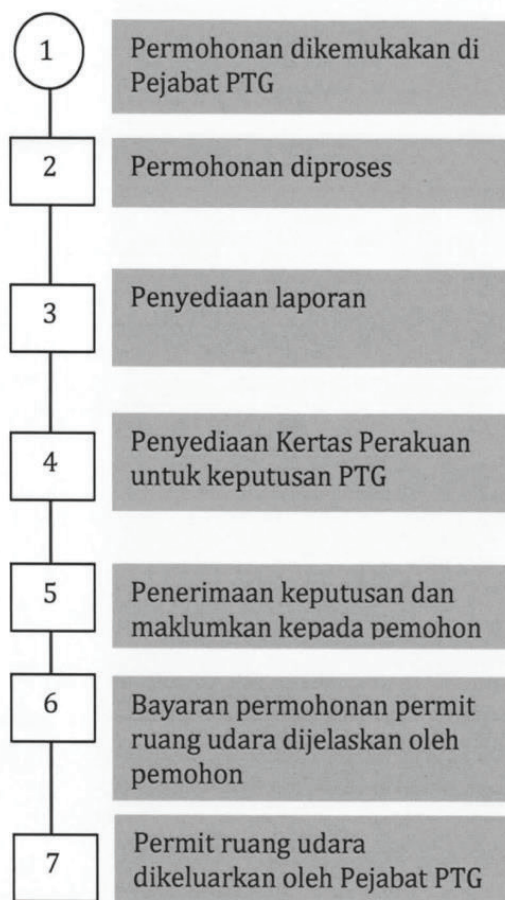 1
Permohonan dikemukakan di
Pejabat PTG
2
Permohonan diproses
3
Penyediaan laporan
4
Penyediaan Kertas Perakuan
untuk keputusan PTG
5
Penerimaan keputusan dan
maklumkan kepada pemohon
6
Bayaran permohonan permit
ruang udara dijelaskan oleh
pemohon
7
Permit ruang udara
dikeluarkan oleh Pejabat PTG